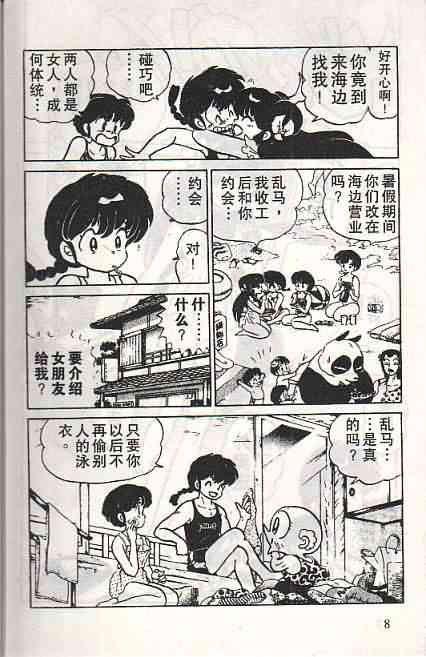 好开心啊！
你竟到
来海边
找我！
碰巧吧
……
两人都是
女人，成
何体统…
暑假期间
你们改在
海边营业
吗？
乱马，
我收工
后和你
约会…
对！
约会
……
什……
什么？
要介绍
女朋友
给我？
乱马…
…是真
的吗？
只要你
以后不
再偷别
人的泳
衣。
8